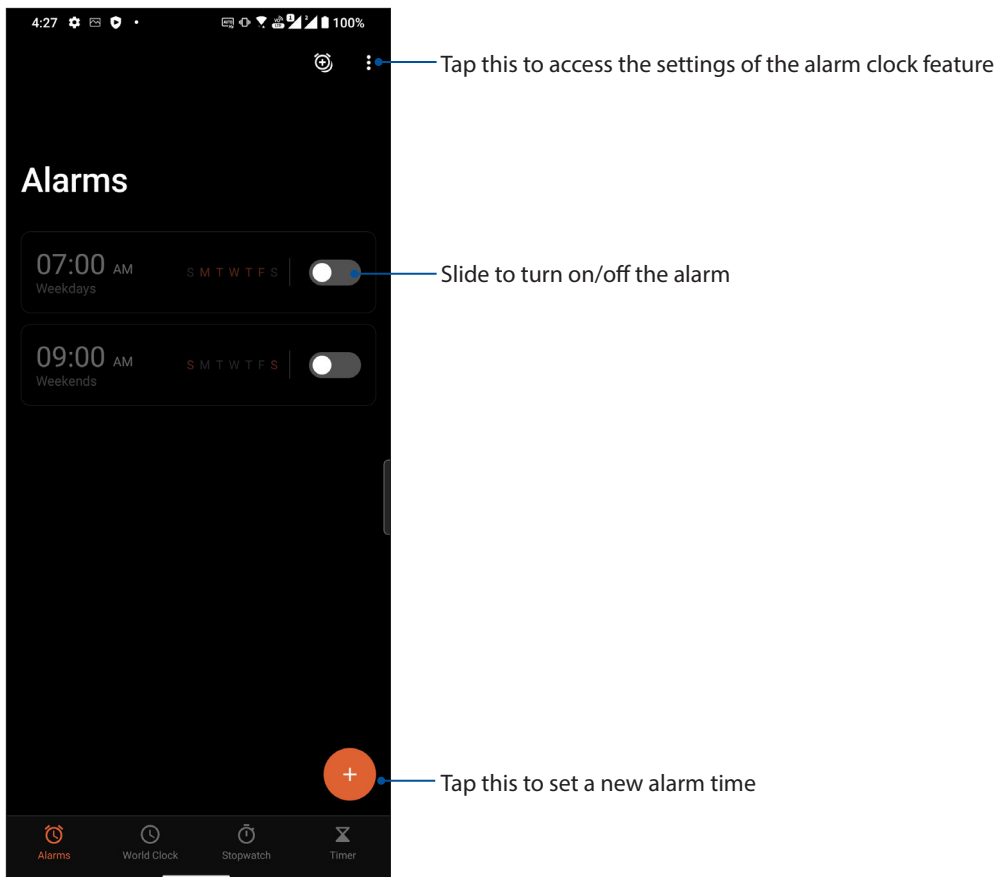 4:27 100%
Tap this to access the settings of the alarm clock feature
Alarms
07:00 AM S M T W T F S
Weekdays
Slide to turn on/off the alarm
09:00 AM S M T W T F S
Weekends
+
Tap this to set a new alarm time
Alarms World Clock Stopwatch Timer